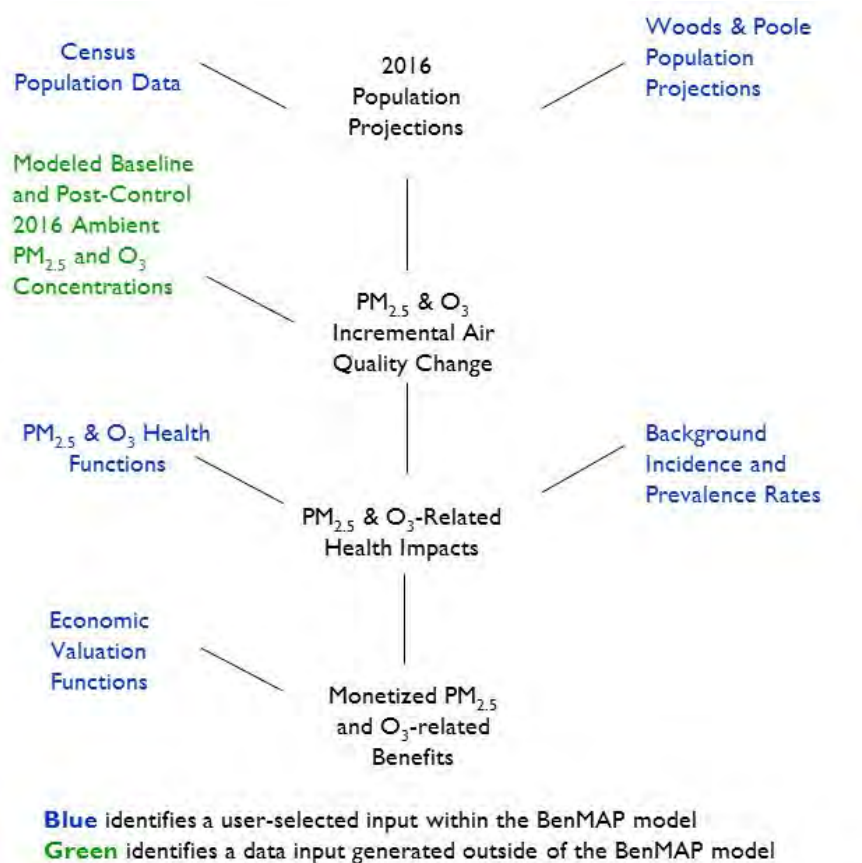 Census
Population Data
2016
Population
Projections
Woods & Poole
Population
Projections
Modeled Baseline
and Post-Control
2016 Ambient
PM2.5 and O3
Concentrations
PM2.5 & O3
Incremental Air
Quality Change
PM2.5 & O3 Health
Functions
Background
Incidence and
Prevalence Rates
PM2.5 & O3-Related
Health Impacts
Economic
Valuation
Functions
Monetized PM2.5
and O3-related
Benefits
Blue identifies a user-selected input within the BenMAP model
Green identifies a data input generated outside of the BenMAP model